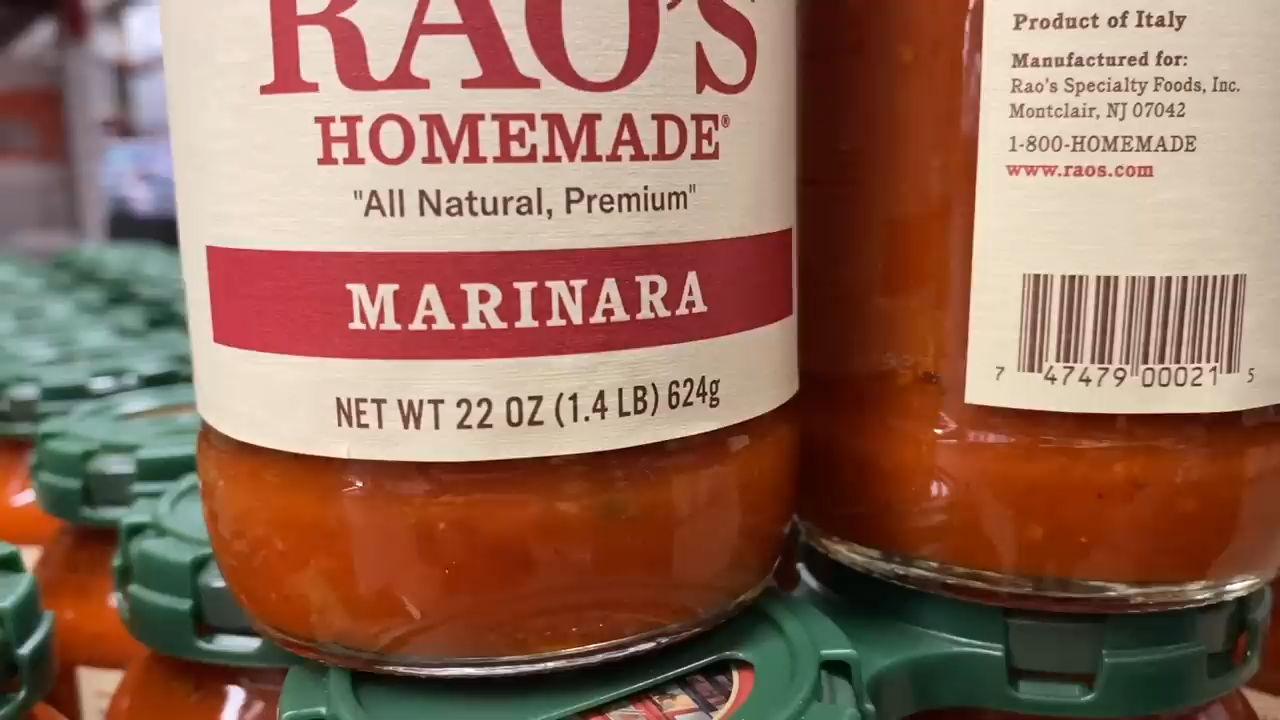 RAO'S
HOMEMADE®
"All Natural, Premium"
MARINARA
NET WT 22 OZ (1.4 LB) 624g
Product of Italy
Manufactured for:
Rao's Specialty Foods, Inc.
Montclair, NJ 07042
1-800-HOMEMADE
www.raos.com
7 47479 00021 5